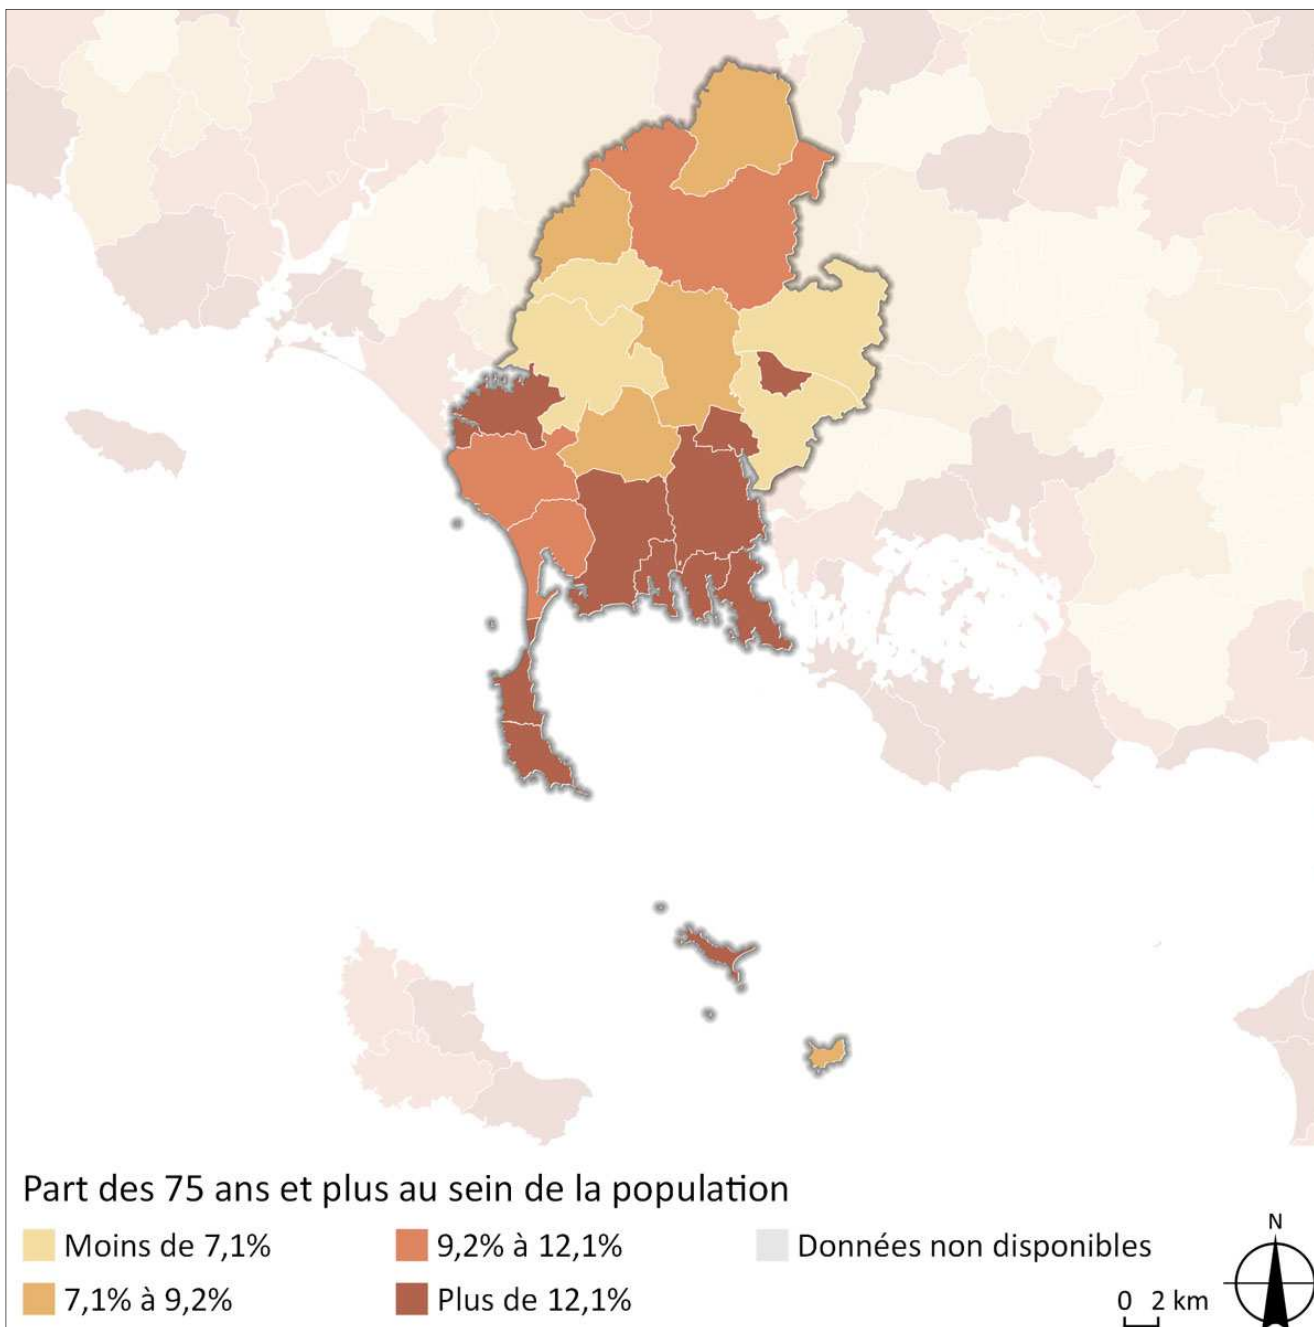 Part des 75 ans et plus au sein de la population
Moins de 7,1%
9,2% à 12,1%
Données non disponibles
7,1% à 9,2%
Plus de 12,1%
0 2 km
N